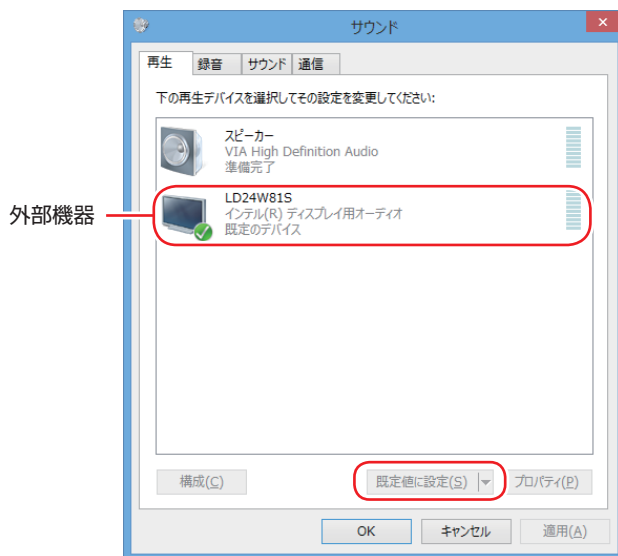 サウンド
再生 録音 サウンド 通信
下の再生デバイスを選択してその設定を変更してください:
スピーカー
VIA High Definition Audio
準備完了
外部機器
LD24W81S
インテル(R) ディスプレイ用オーディオ
既定のデバイス
構成(C) 既定値に設定(S) プロパティ(P)
OK キャンセル 適用(A)